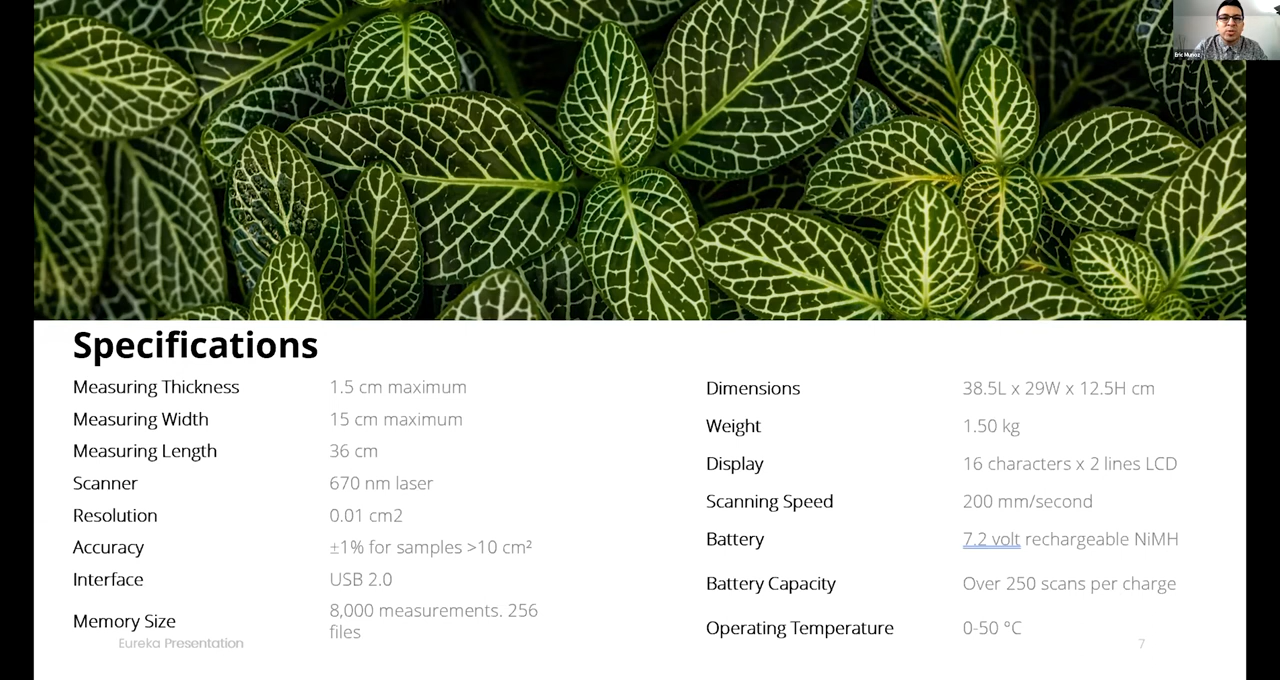 Eric Munoz
Specifications
Measuring Thickness 1.5 cm maximum
Measuring Width 15 cm maximum
Measuring Length 36 cm
Scanner 670 nm laser
Resolution 0.01 cm2
Accuracy ±1% for samples >10 cm²
Interface USB 2.0
Memory Size 8,000 measurements. 256
files
Dimensions 38.5L x 29W x 12.5H cm
Weight 1.50 kg
Display 16 characters x 2 lines LCD
Scanning Speed 200 mm/second
Battery 7.2 volt rechargeable NiMH
Battery Capacity Over 250 scans per charge
Operating Temperature 0-50 °C
Eureka Presentation
7